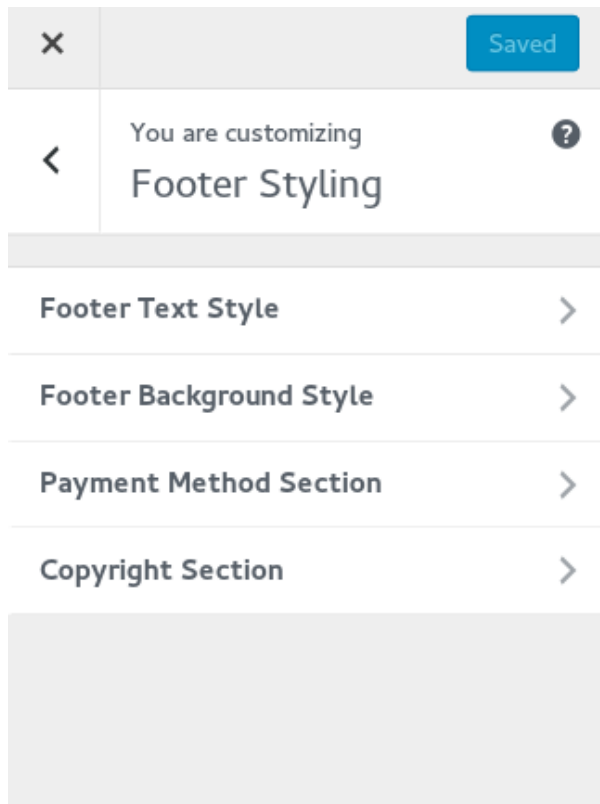 Saved
You are customizing
Footer Styling
Footer Text Style
Footer Background Style
Payment Method Section
Copyright Section